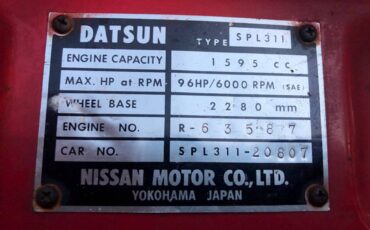 DATSUN TYPE SPL311
ENGINE CAPACITY 1595 cc
MAX. HP at RPM 96HP/6000 RPM (SAE)
WHEEL BASE 2280 mm
ENGINE NO. R-63587
CAR NO. SPL311-20807
NISSAN MOTOR CO., LTD.
YOKOHAMA JAPAN